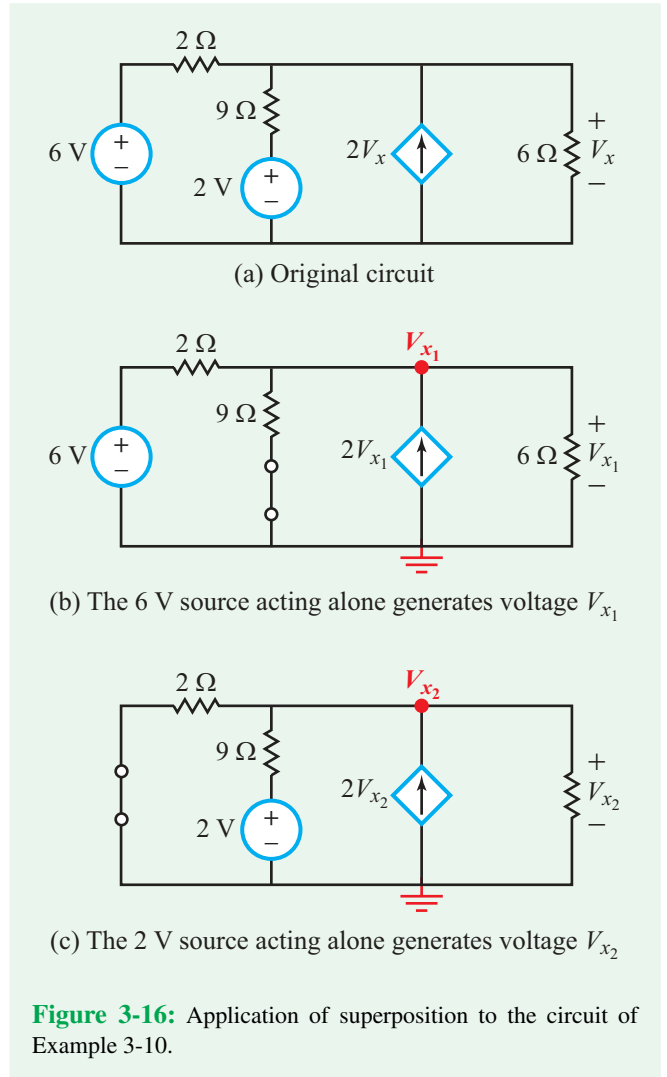 2 Ω
9 Ω
6 V
+
−
2 V
+
−
2Vx
6 Ω
+
Vx
−
(a) Original circuit
2 Ω
Vx1
9 Ω
6 V
+
−
2Vx1
6 Ω
+
Vx1
−
(b) The 6 V source acting alone generates voltage Vx1
2 Ω
Vx2
9 Ω
2 V
+
−
2Vx2
+
Vx2
−
(c) The 2 V source acting alone generates voltage Vx2
Figure 3-16: Application of superposition to the circuit of
Example 3-10.